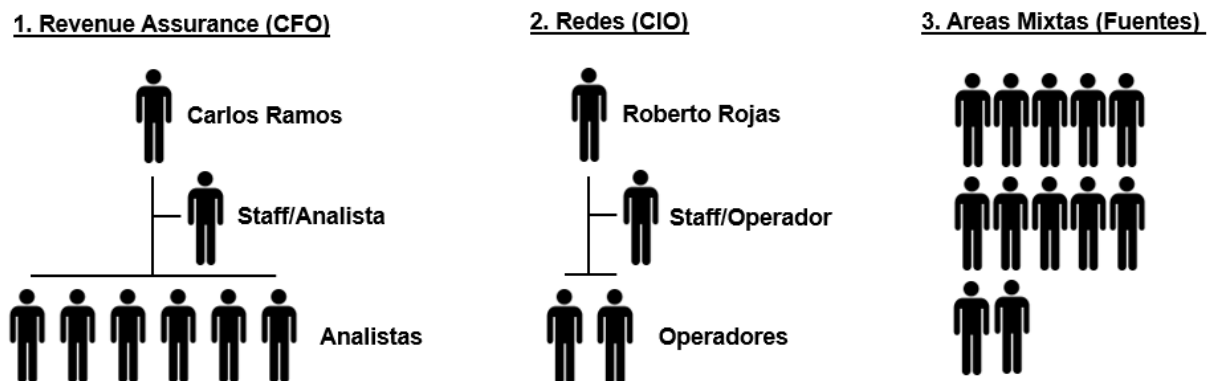 1. Revenue Assurance (CFO)
Carlos Ramos
Staff/Analista
Analistas
2. Redes (CIO)
Roberto Rojas
Staff/Operador
Operadores
3. Areas Mixtas (Fuentes)